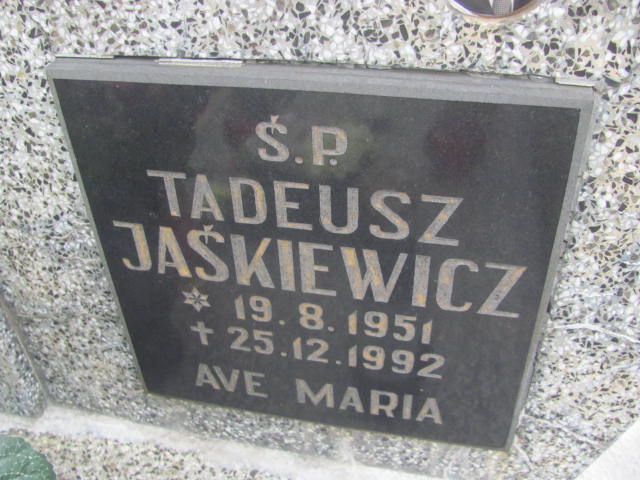 Ś.P.
TADEUSZ
JAŚKIEWICZ
* 19.8.1951
✝ 25.12.1992
AVE MARIA